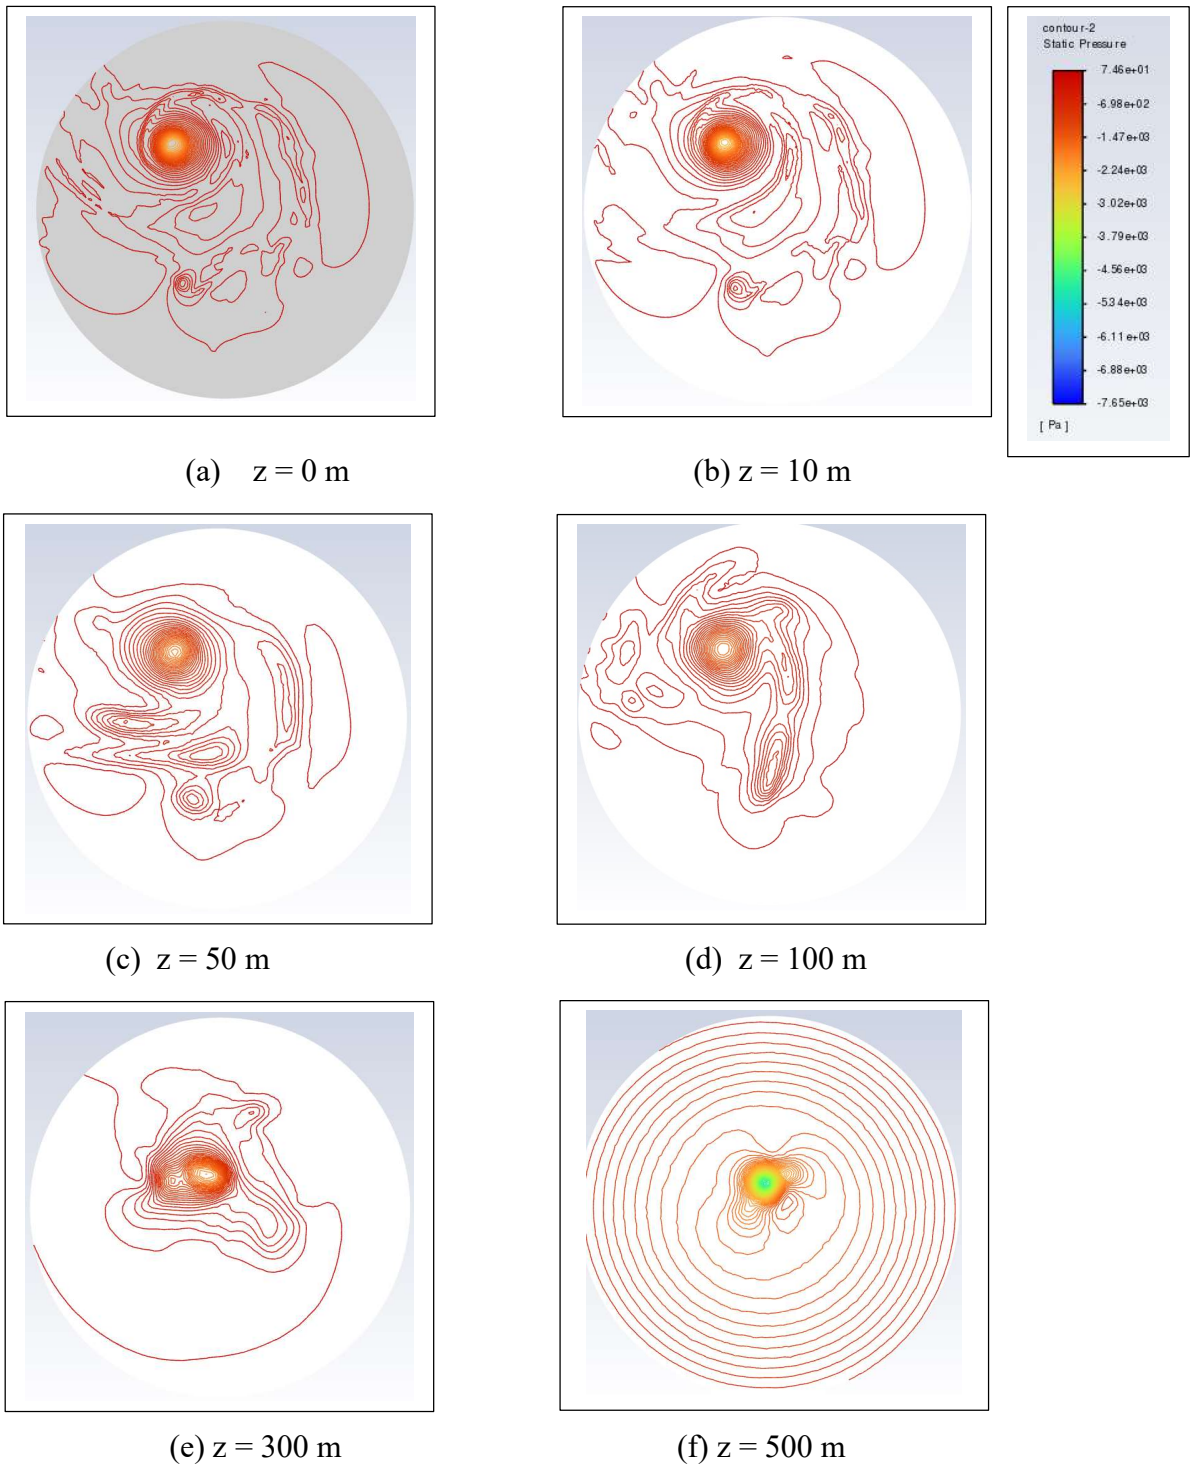 contour-2
Static Pressure
7.46e+01
-6.98e+02
-1.47e+03
-2.24e+03
-3.02e+03
-3.79e+03
-4.56e+03
-5.34e+03
-6.11e+03
-6.88e+03
-7.65e+03
[ Pa ]
(a) z = 0 m
(b) z = 10 m
(c) z = 50 m
(d) z = 100 m
(e) z = 300 m
(f) z = 500 m